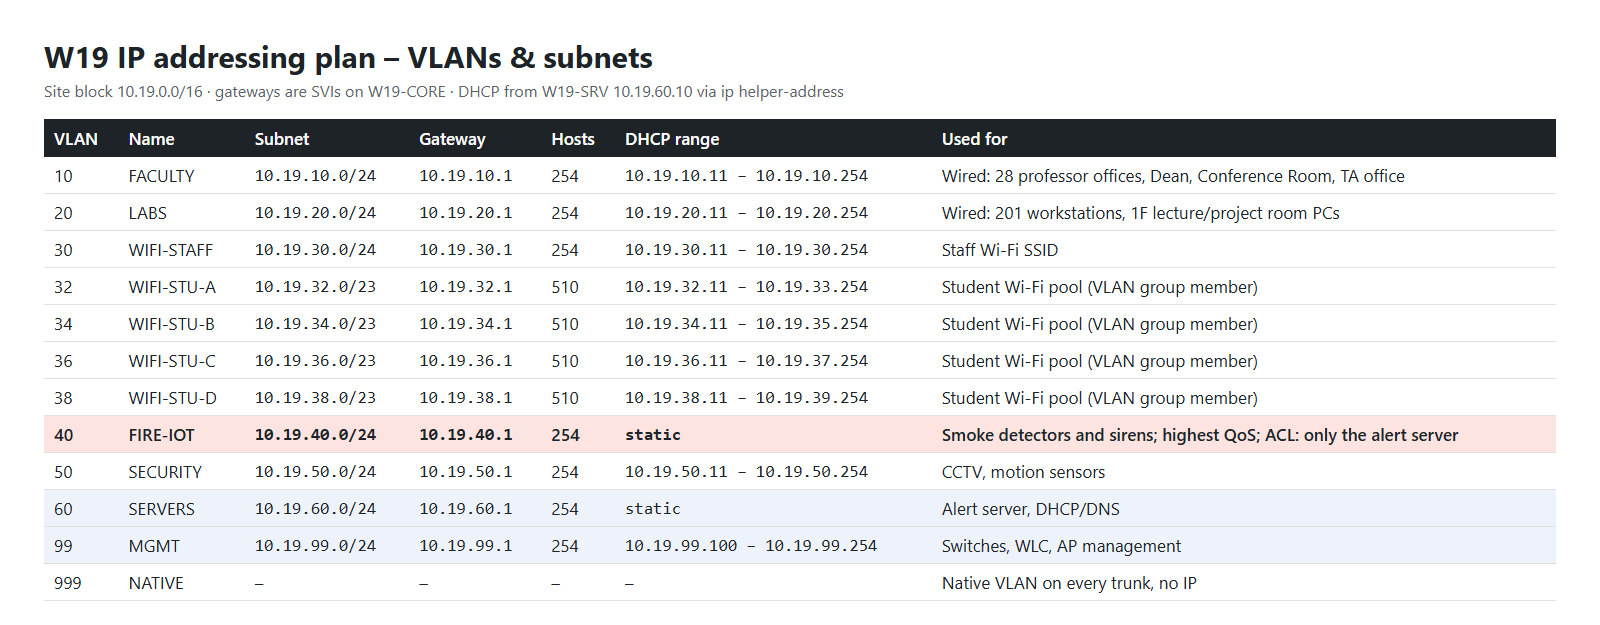 W19 IP addressing plan – VLANs & subnets
Site block 10.19.0.0/16 · gateways are SVIs on W19-CORE · DHCP from W19-SRV 10.19.60.10 via ip helper-address
VLAN Name Subnet Gateway Hosts DHCP range Used for
10 FACULTY 10.19.10.0/24 10.19.10.1 254 10.19.10.11 – 10.19.10.254 Wired: 28 professor offices, Dean, Conference Room, TA office
20 LABS 10.19.20.0/24 10.19.20.1 254 10.19.20.11 – 10.19.20.254 Wired: 201 workstations, 1F lecture/project room PCs
30 WIFI-STAFF 10.19.30.0/24 10.19.30.1 254 10.19.30.11 – 10.19.30.254 Staff Wi-Fi SSID
32 WIFI-STU-A 10.19.32.0/23 10.19.32.1 510 10.19.32.11 – 10.19.33.254 Student Wi-Fi pool (VLAN group member)
34 WIFI-STU-B 10.19.34.0/23 10.19.34.1 510 10.19.34.11 – 10.19.35.254 Student Wi-Fi pool (VLAN group member)
36 WIFI-STU-C 10.19.36.0/23 10.19.36.1 510 10.19.36.11 – 10.19.37.254 Student Wi-Fi pool (VLAN group member)
38 WIFI-STU-D 10.19.38.0/23 10.19.38.1 510 10.19.38.11 – 10.19.39.254 Student Wi-Fi pool (VLAN group member)
40 FIRE-IOT 10.19.40.0/24 10.19.40.1 254 static Smoke detectors and sirens; highest QoS; ACL: only the alert server
50 SECURITY 10.19.50.0/24 10.19.50.1 254 10.19.50.11 – 10.19.50.254 CCTV, motion sensors
60 SERVERS 10.19.60.0/24 10.19.60.1 254 static Alert server, DHCP/DNS
99 MGMT 10.19.99.0/24 10.19.99.1 254 10.19.99.100 – 10.19.99.254 Switches, WLC, AP management
999 NATIVE – – – – Native VLAN on every trunk, no IP